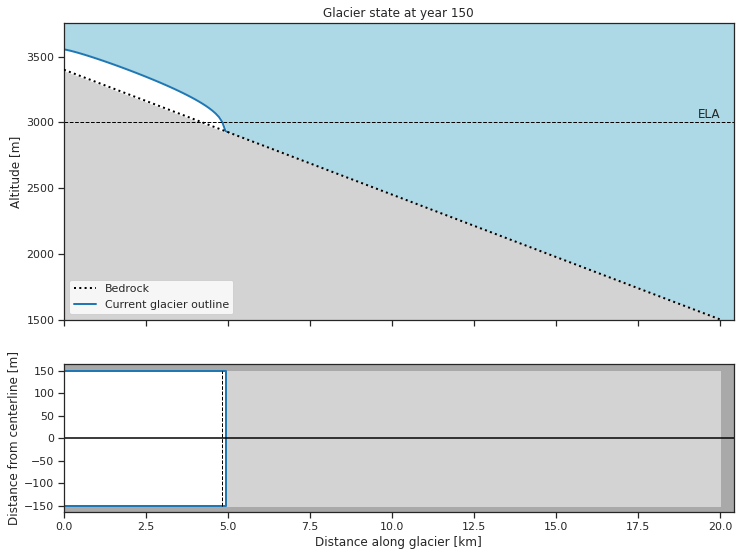 Glacier state at year 150
Altitude [m]
3500
3000
2500
2000
1500
ELA
Bedrock
Current glacier outline
Distance from centerline [m]
150
100
50
0
−50
−100
−150
0.0 2.5 5.0 7.5 10.0 12.5 15.0 17.5 20.0
Distance along glacier [km]